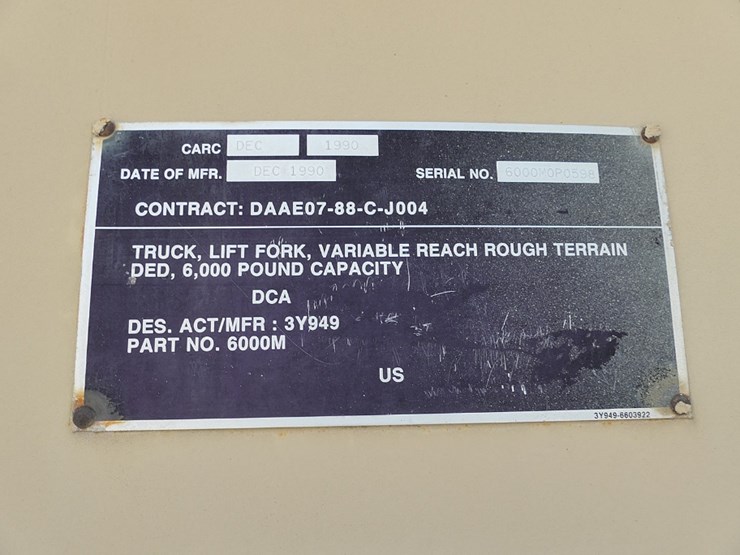 CARC DEC 1990
DATE OF MFR. DEC 1990 SERIAL NO.
CONTRACT: DAAE07-88-C-J004
TRUCK, LIFT FORK, VARIABLE REACH ROUGH TERRAIN
DED, 6,000 POUND CAPACITY
DCA
DES. ACT/MFR : 3Y949
PART NO. 6000M
US
3Y949-6603922